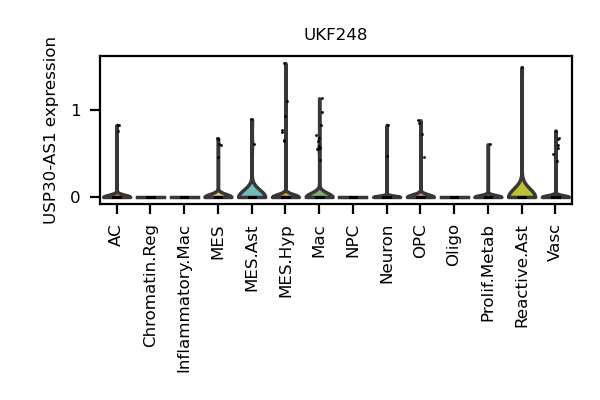 UKF248
USP30-AS1 expression
1
0
AC
Chromatin.Reg
Inflammatory.Mac
MES
MES.Ast
MES.Hyp
Mac
NPC
Neuron
OPC
Oligo
Prolif.Metab
Reactive.Ast
Vasc